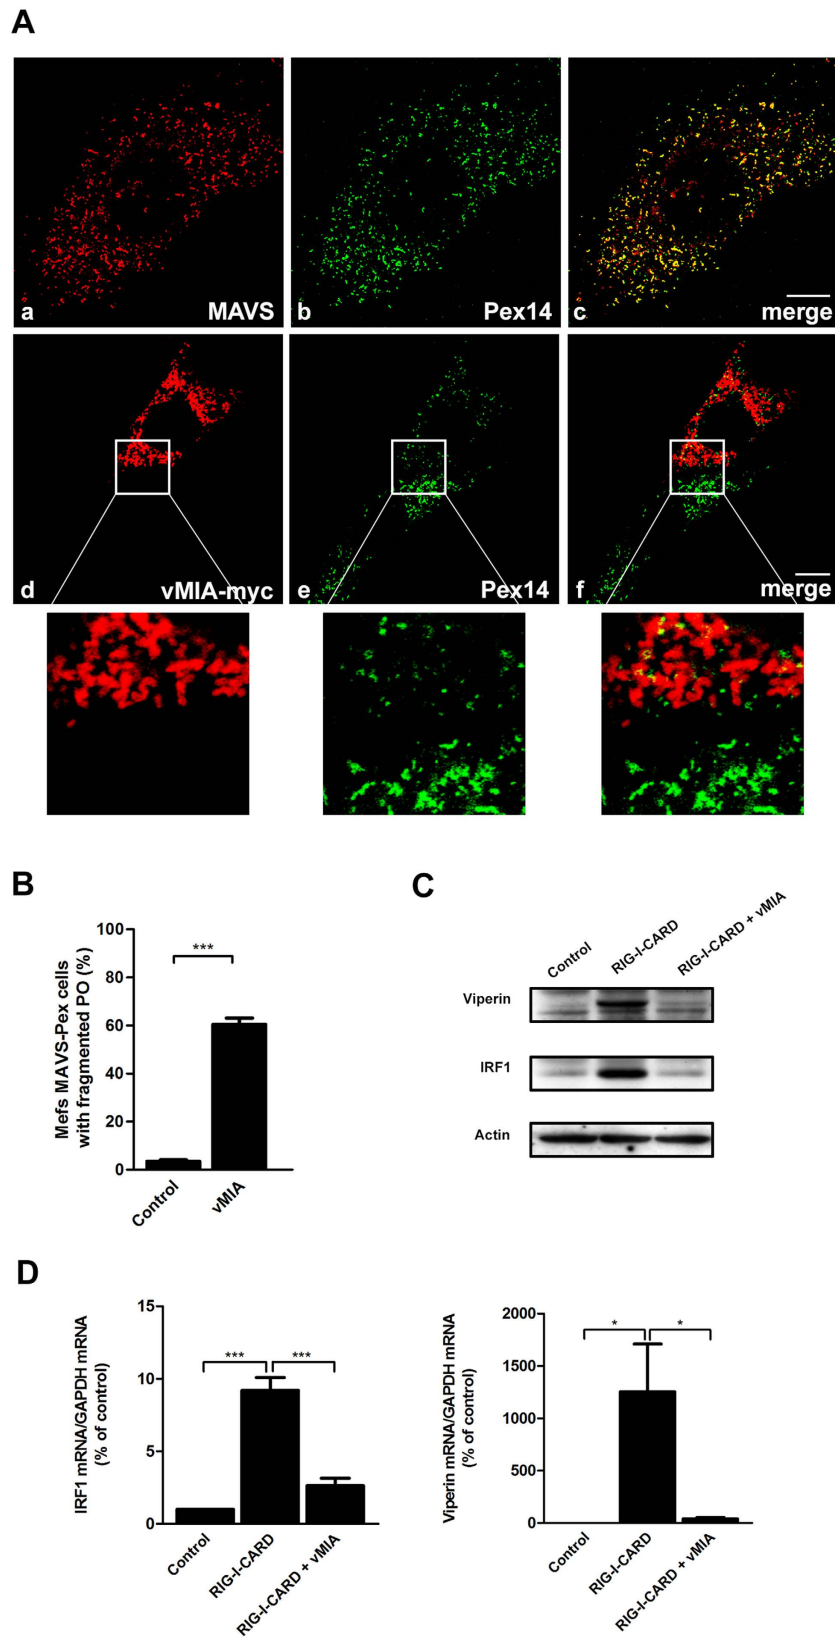 A
a
MAVS
b
Pex14
c
merge
d
vMIA-myc
e
Pex14
f
merge
B
Mefs MAVS-Pex cells
with fragmented PO (%)
100
80
60
40
20
0
***
Control
vMIA
C
Control
RIG-I-CARD
RIG-I-CARD + vMIA
Viperin
IRF1
Actin
D
IRF1 mRNA/GAPDH mRNA
(% of control)
15
10
5
0
***
***
Control
RIG-I-CARD
RIG-I-CARD + vMIA
Viperin mRNA/GAPDH mRNA
(% of control)
2000
1500
1000
500
0
*
*
Control
RIG-I-CARD
RIG-I-CARD + vMIA